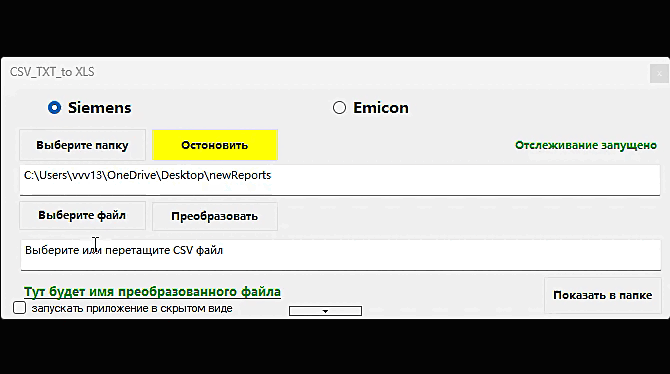 CSV_TXT_to XLS
Siemens Emicon
Выберите папку Остоновить Отслеживание запущено
C:\Users\vvv13\OneDrive\Desktop\newReports
Выберите файл Преобразовать
Выберите или перетащите CSV файл
Тут будет имя преобразованного файла
Показать в папке
запускать приложение в скрытом виде